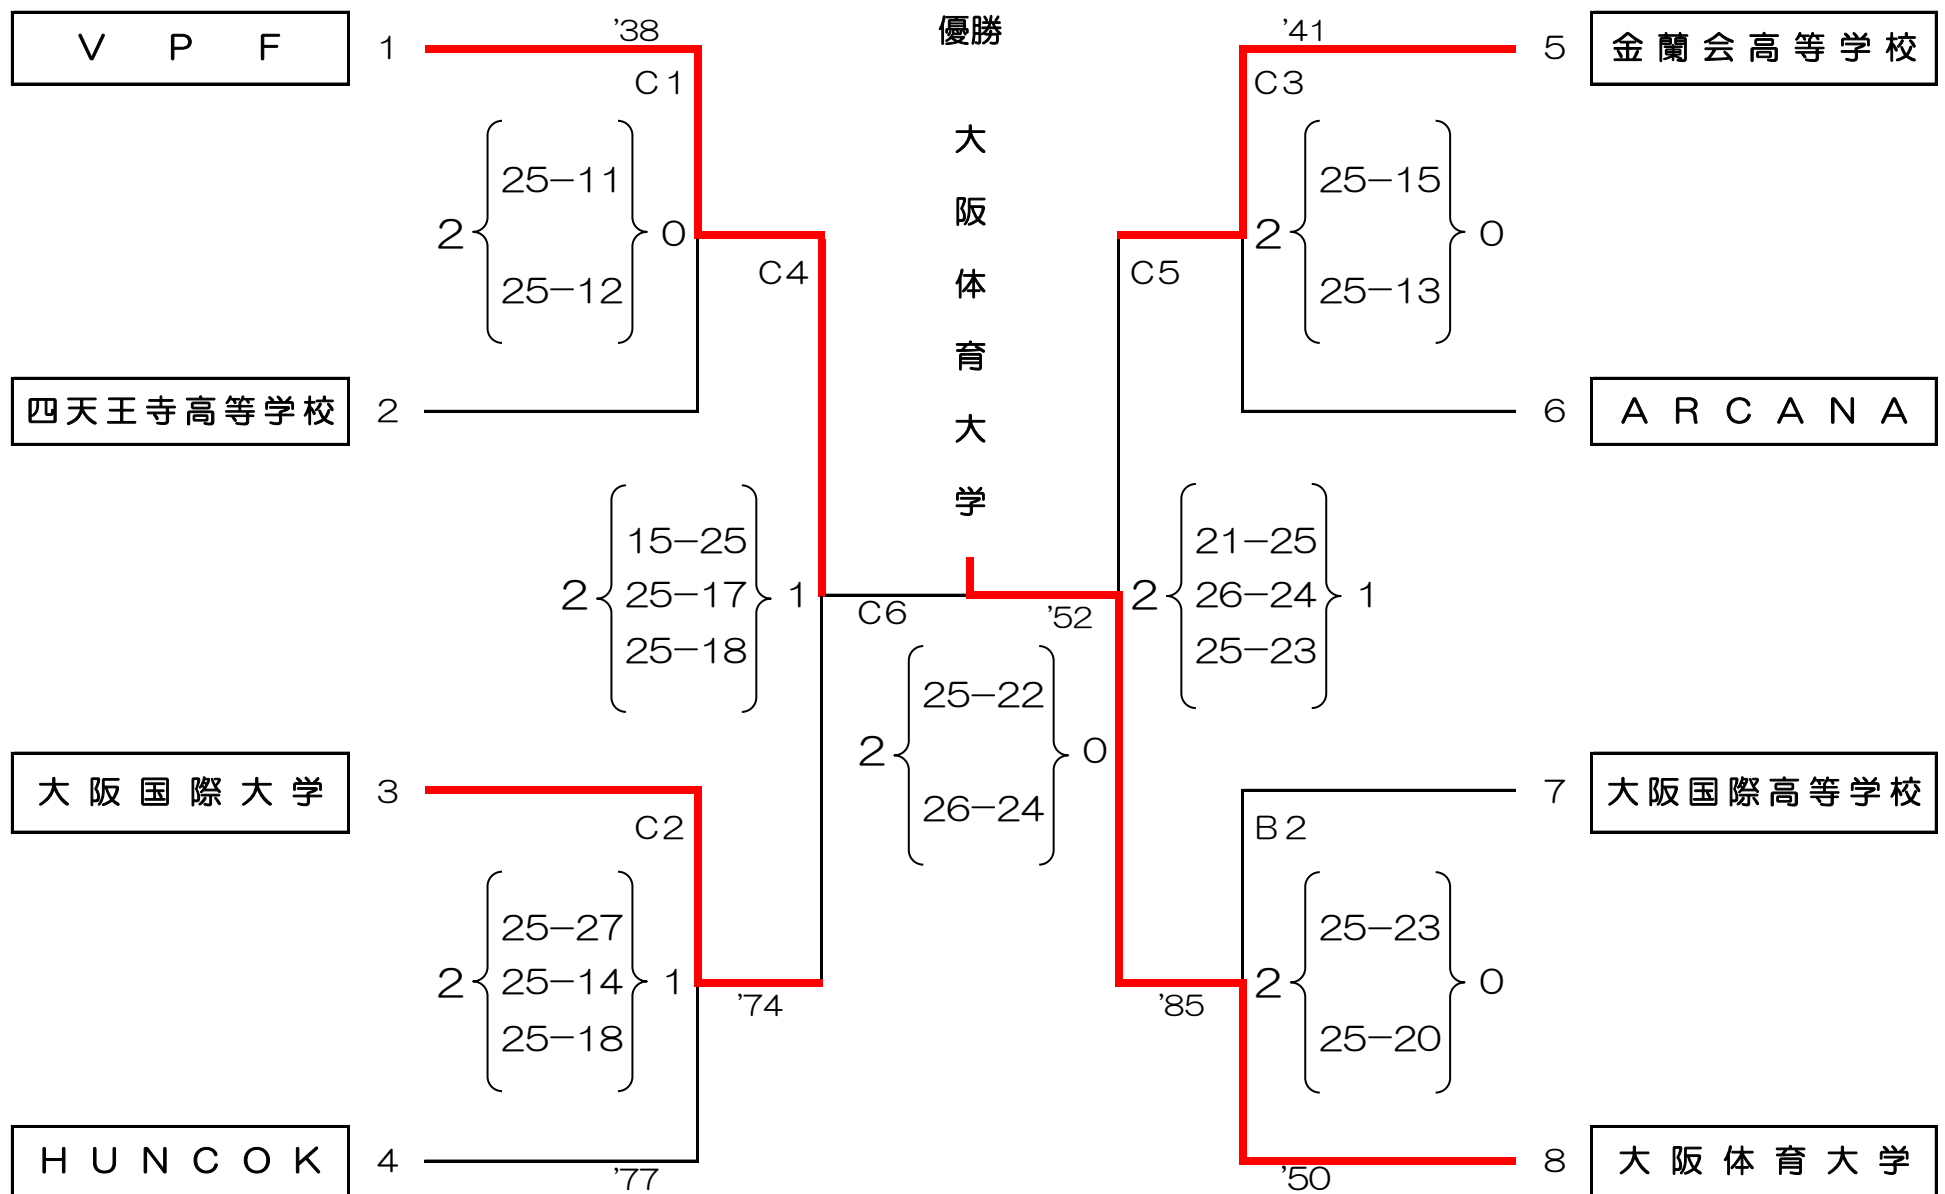 VPF 1 '38 優勝 '41 5 金蘭会高等学校
C1 C3
大阪体育大学
25-11 25-15
2 0 2 0
25-12 25-13
C4 C5
四天王寺高等学校 2 6 ARCANA
15-25 21-25
2 25-17 1 2 26-24 1
25-18 25-23
C6 '52
25-22
2 0
26-24
大阪国際大学 3 7 大阪国際高等学校
C2 B2
25-27 25-23
2 25-14 1 2 0
25-18 25-20
'74 '85
HUNCOK 4 '77 '50 8 大阪体育大学